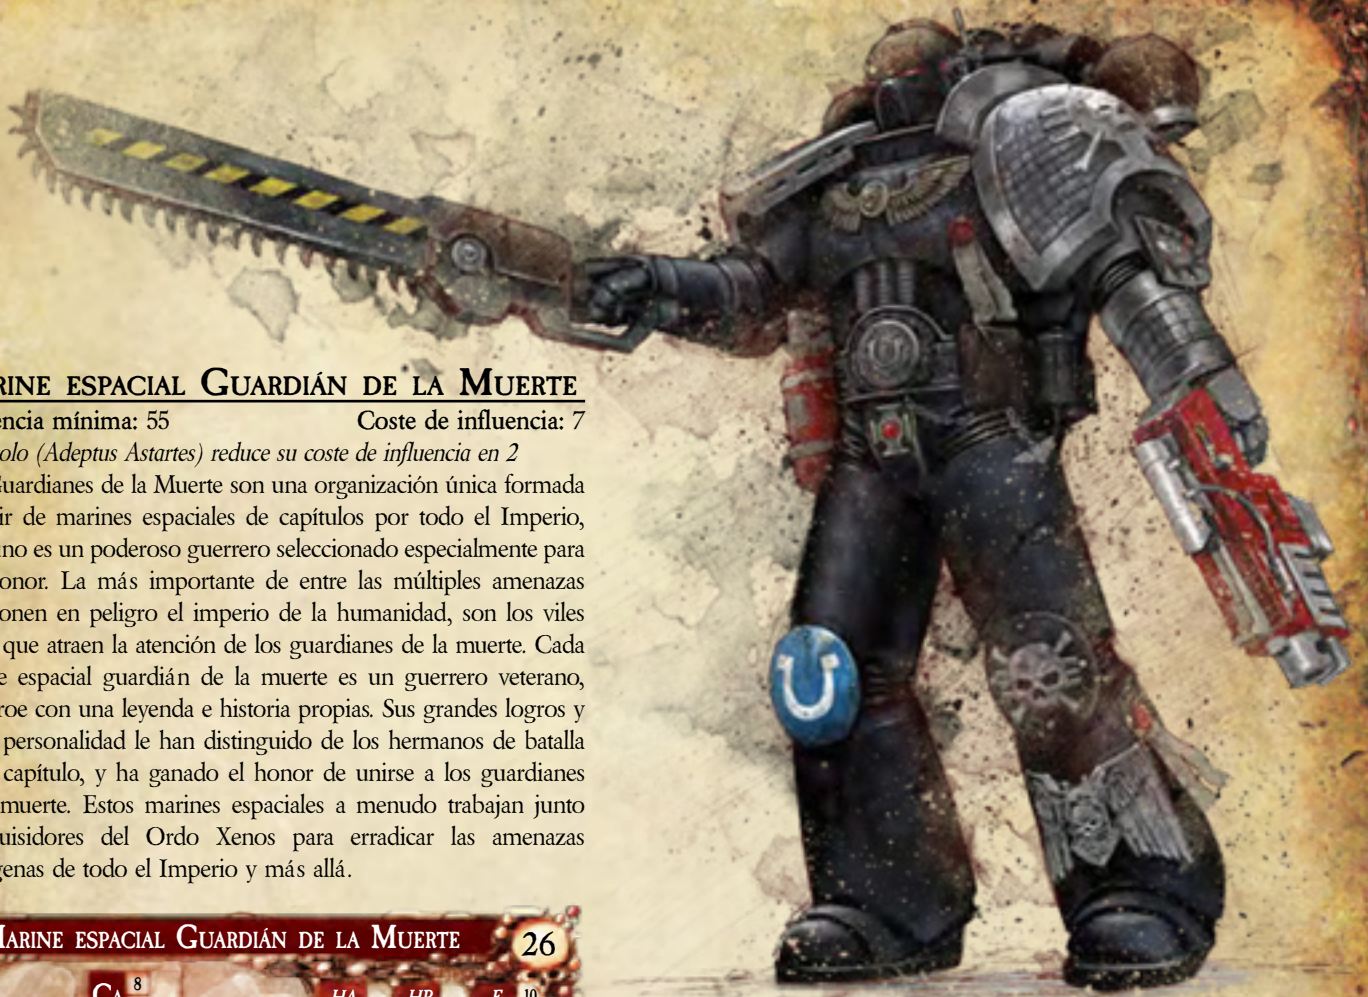 RINE ESPACIAL GUARDIÁN DE LA MUERTE
encia mínima: 55 Coste de influencia: 7
olo (Adeptus Astartes) reduce su coste de influencia en 2
Guardianes de la Muerte son una organización única formada
ir de marines espaciales de capítulos por todo el Imperio,
uno es un poderoso guerrero seleccionado especialmente para
onor. La más importante de entre las múltiples amenazas
onen en peligro el imperio de la humanidad, son los viles
que atraen la atención de los guardianes de la muerte. Cada
e espacial guardián de la muerte es un guerrero veterano,
roe con una leyenda e historia propias. Sus grandes logros y
personalidad le han distinguido de los hermanos de batalla
capítulo, y ha ganado el honor de unirse a los guardianes
muerte. Estos marines espaciales a menudo trabajan junto
uisidores del Ordo Xenos para erradicar las amenazas
genas de todo el Imperio y más allá.
MARINE ESPACIAL GUARDIÁN DE LA MUERTE 26
CA 8 HA HP F 10